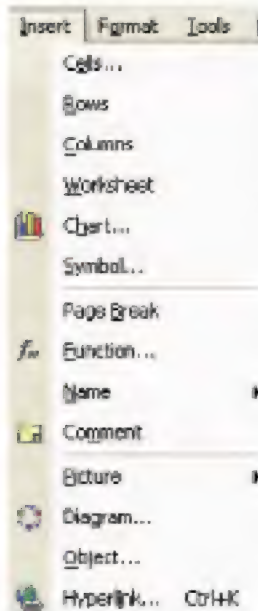 Insert Format Tools
Cells...
Rows
Columns
Worksheet
Chart...
Symbol...
Page Break
fx Function...
Name
Comment
Picture
Diagram...
Object...
Hyperlink... Ctrl+K